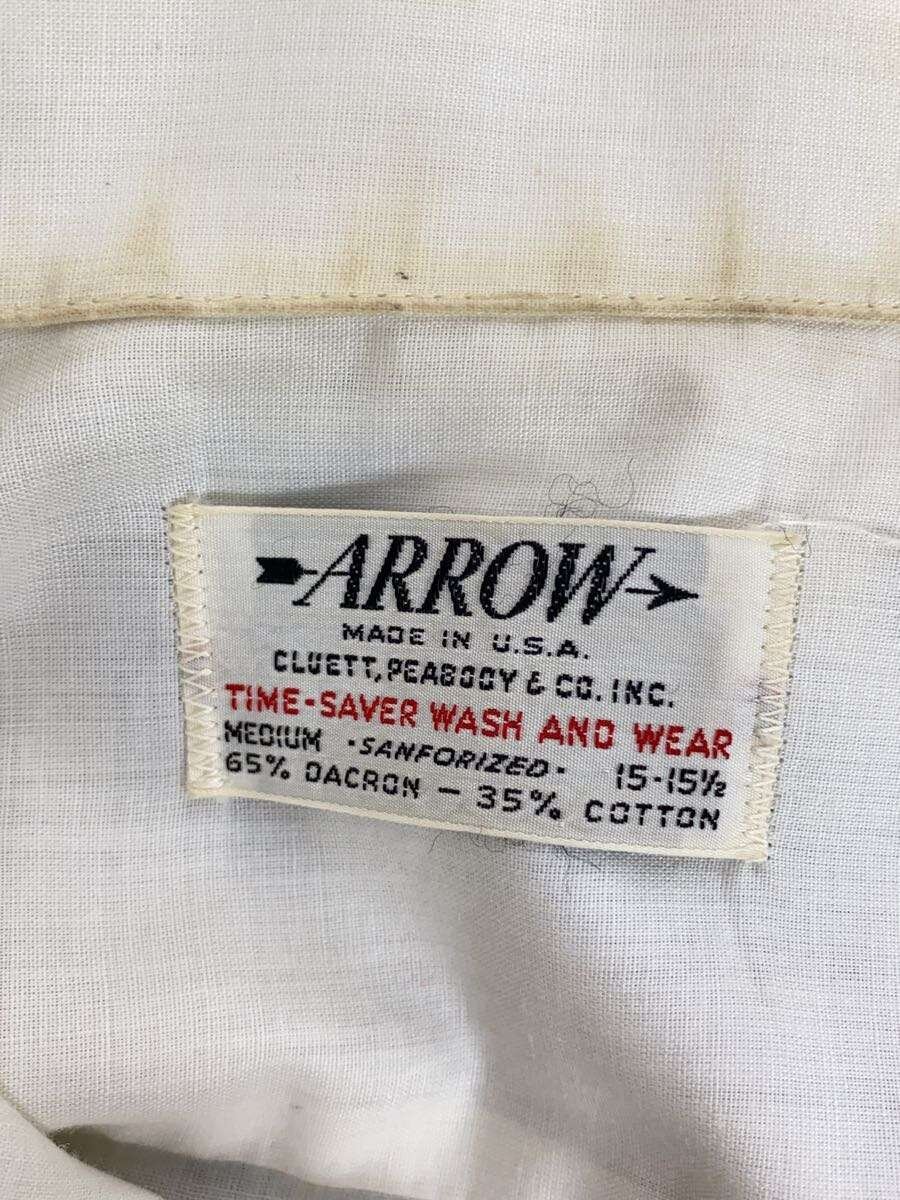 ARROW
MADE IN U.S.A.
CLUETT, PEABODY & CO. INC.
TIME-SAVER WASH AND WEAR
MEDIUM ·SANFORIZED· 15-15½
65% DACRON — 35% COTTON